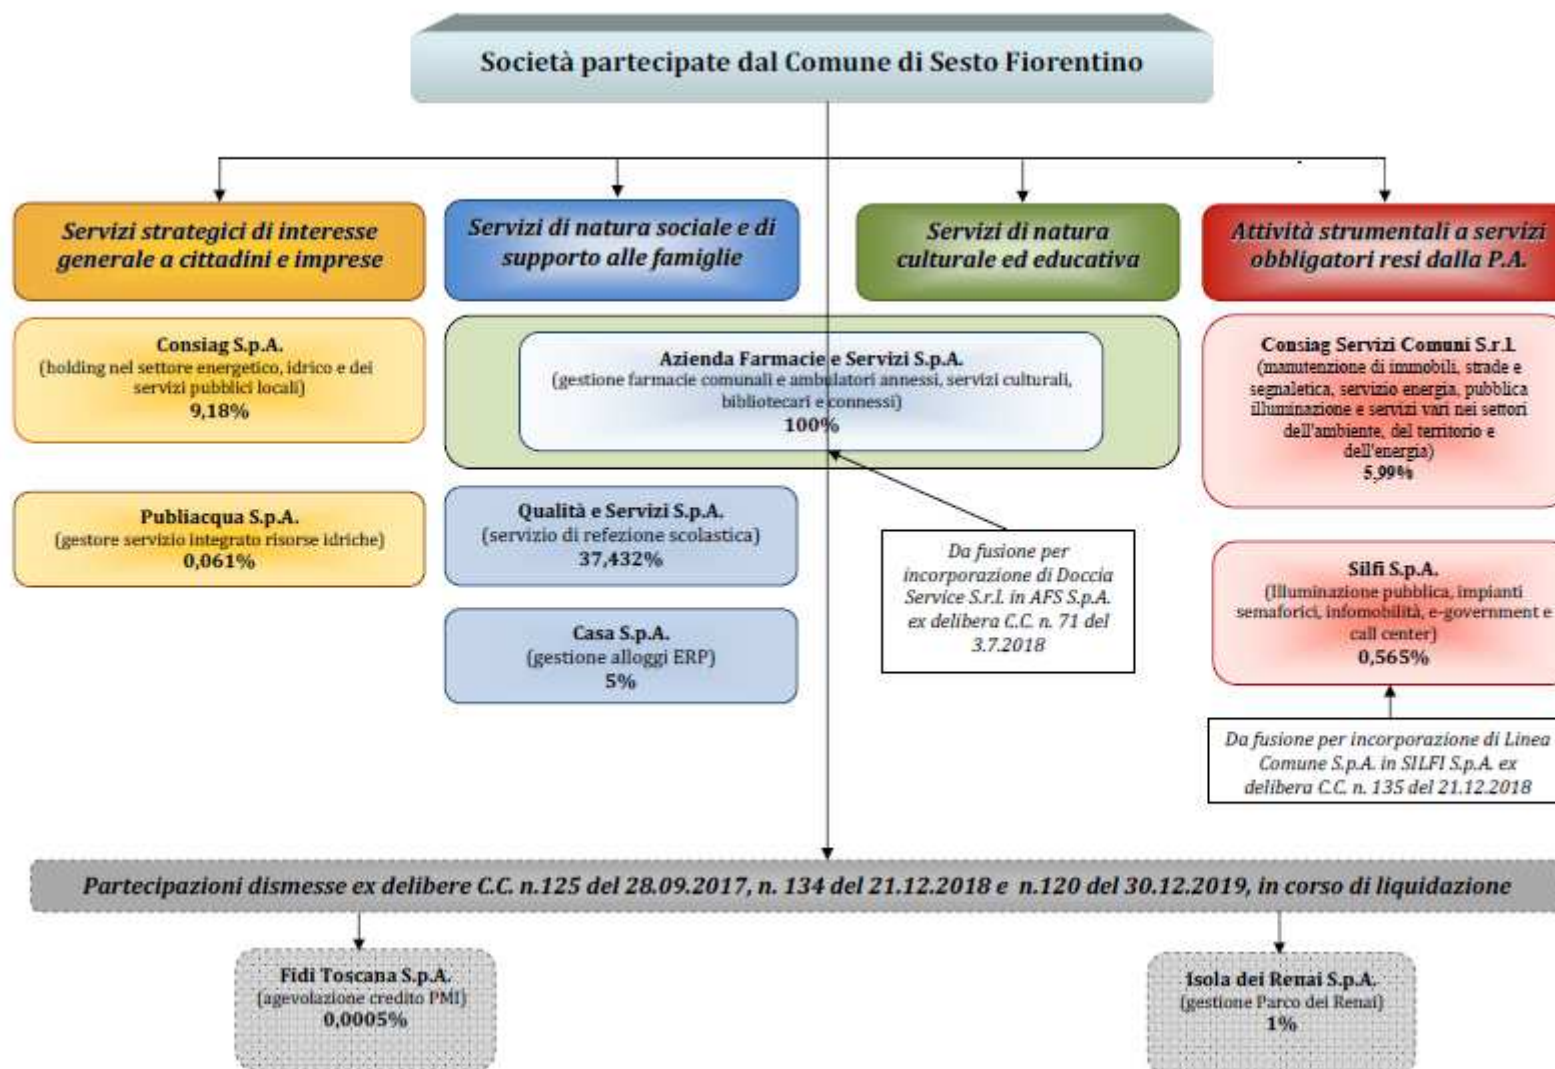 Società partecipate dal Comune di Sesto Fiorentino
Servizi strategici di interesse
generale a cittadini e imprese
Servizi di natura sociale e di
supporto alle famiglie
Servizi di natura
culturale ed educativa
Attività strumentali a servizi
obbligatori resi dalla P.A.
Consiag S.p.A.
(holding nel settore energetico, idrico e dei
servizi pubblici locali)
9,18%
Publiacqua S.p.A.
(gestore servizio integrato risorse idriche)
0,061%
Azienda Farmacie e Servizi S.p.A.
(gestione farmacie comunali e ambulatori annessi, servizi culturali,
bibliotecari e connessi)
100%
Qualità e Servizi S.p.A.
(servizio di refezione scolastica)
37,432%
Casa S.p.A.
(gestione alloggi ERP)
5%
Da fusione per
incorporazione di Doccia
Service S.r.l. in AFS S.p.A.
ex delibera C.C. n. 71 del
3.7.2018
Consiag Servizi Comuni S.r.l.
(manutenzione di immobili, strade e
segnaletica, servizio energia, pubblica
illuminazione e servizi vari nei settori
dell'ambiente, del territorio e
dell'energia)
5,99%
Silfi S.p.A.
(Illuminazione pubblica, impianti
semaforici, infomobilità, e-government e
call center)
0,565%
Da fusione per incorporazione di Linea
Comune S.p.A. in SILFI S.p.A. ex
delibera C.C. n. 135 del 21.12.2018
Partecipazioni dismesse ex delibere C.C. n.125 del 28.09.2017, n. 134 del 21.12.2018 e n.120 del 30.12.2019, in corso di liquidazione
Fidi Toscana S.p.A.
(agevolazione credito PMI)
0,0005%
Isola dei Renai S.p.A.
(gestione Parco dei Renai)
1%